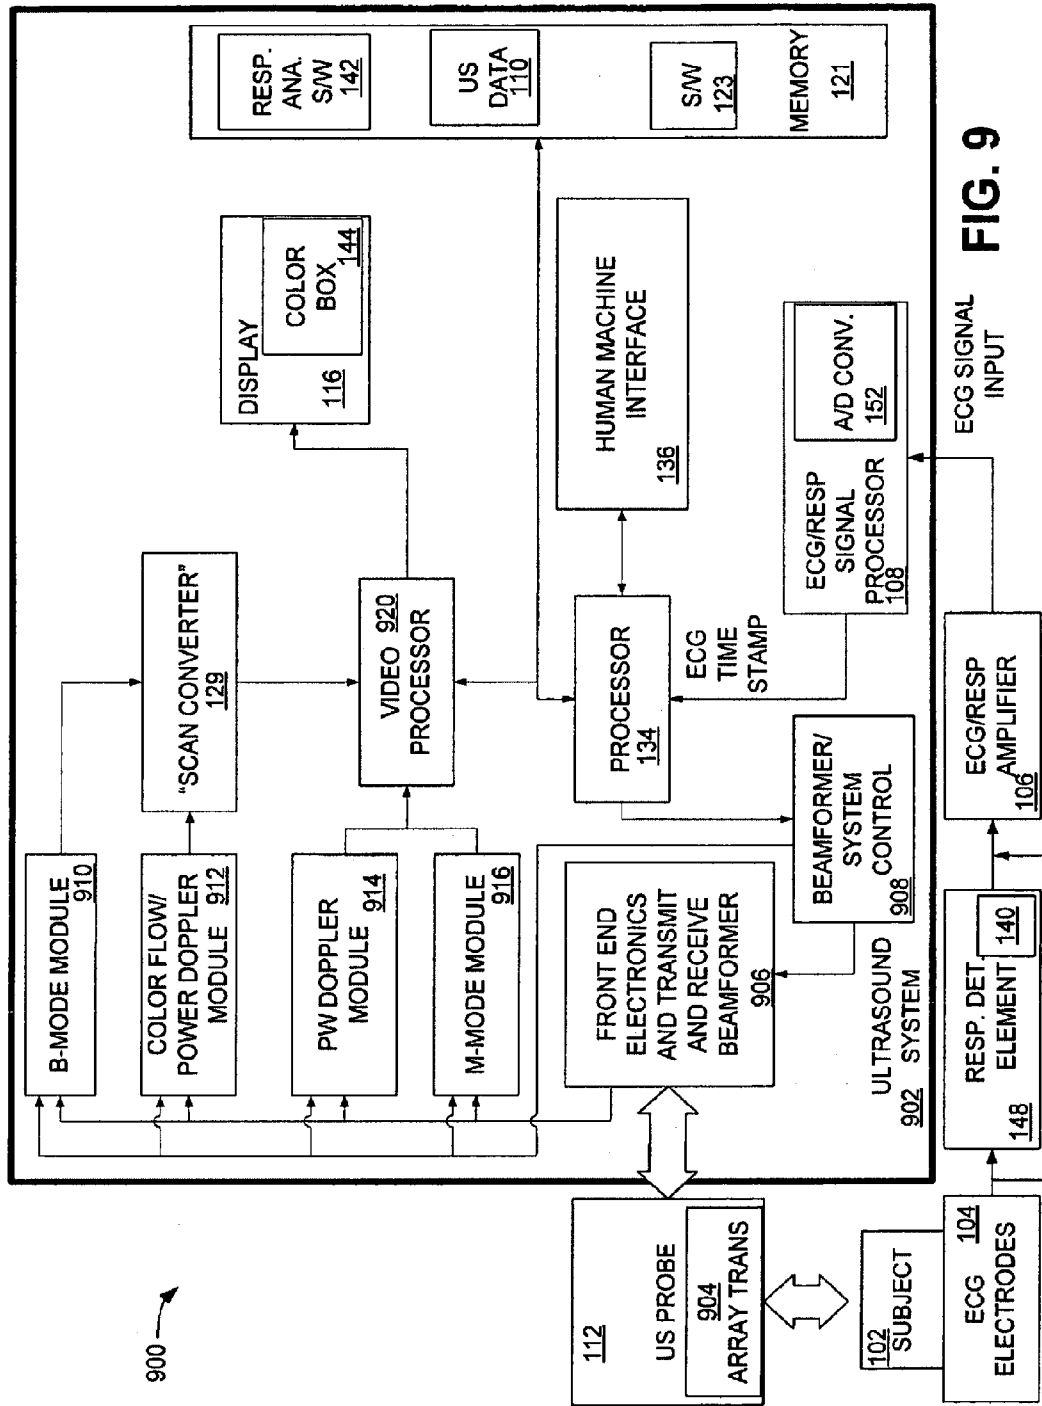 900
112
US PROBE
904
ARRAY TRANS
102
SUBJECT
104
ECG
ELECTRODES
B-MODE MODULE
910
COLOR FLOW/
POWER DOPPLER
MODULE 912
PW DOPPLER
MODULE
914
M-MODE MODULE
916
FRONT END
ELECTRONICS
AND TRANSMIT
AND RECEIVE
BEAMFORMER
906
BEAMFORMER/
SYSTEM
CONTROL
908
ULTRASOUND
SYSTEM
902
"SCAN CONVERTER"
129
VIDEO 920
PROCESSOR
PROCESSOR
134
ECG
TIME
STAMP
DISPLAY
116
COLOR
BOX
144
HUMAN MACHINE
INTERFACE
136
ECG/RESP
SIGNAL
PROCESSOR
108
A/D CONV.
152
RESP.
ANA.
S/W
142
US
DATA
110
S/W
123
MEMORY
121
RESP. DET
ELEMENT
140
148
ECG/RESP
AMPLIFIER
106
ECG SIGNAL
INPUT
FIG. 9